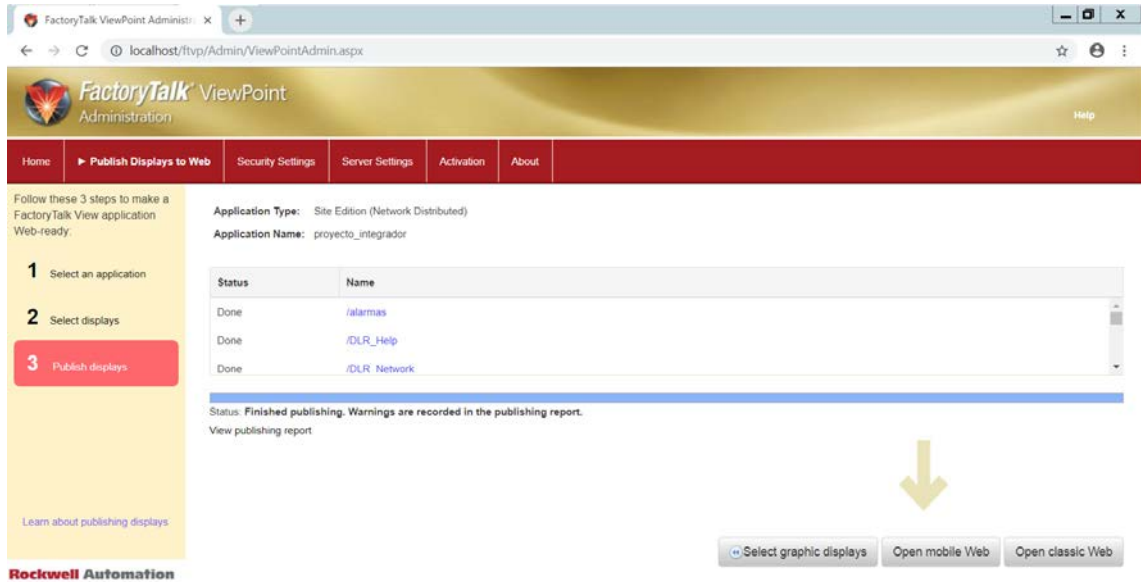 FactoryTalk ViewPoint Administr
localhost/ftvp/Admin/ViewPointAdmin.aspx
FactoryTalk ViewPoint
Administration
Help
Home
Publish Displays to Web
Security Settings
Server Settings
Activation
About
Follow these 3 steps to make a
FactoryTalk View application
Web-ready:
1 Select an application
2 Select displays
3 Publish displays
Learn about publishing displays
Rockwell Automation
Application Type: Site Edition (Network Distributed)
Application Name: proyecto_integrador
Status Name
Done /alarmas
Done /DLR_Help
Done /DLR_Network
Status: Finished publishing. Warnings are recorded in the publishing report.
View publishing report
Select graphic displays
Open mobile Web
Open classic Web